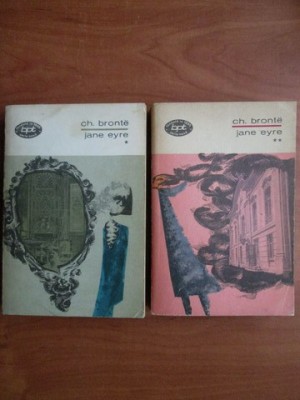 bpt
ch. brontë
jane eyre
*
bpt
ch. brontë
jane eyre
**